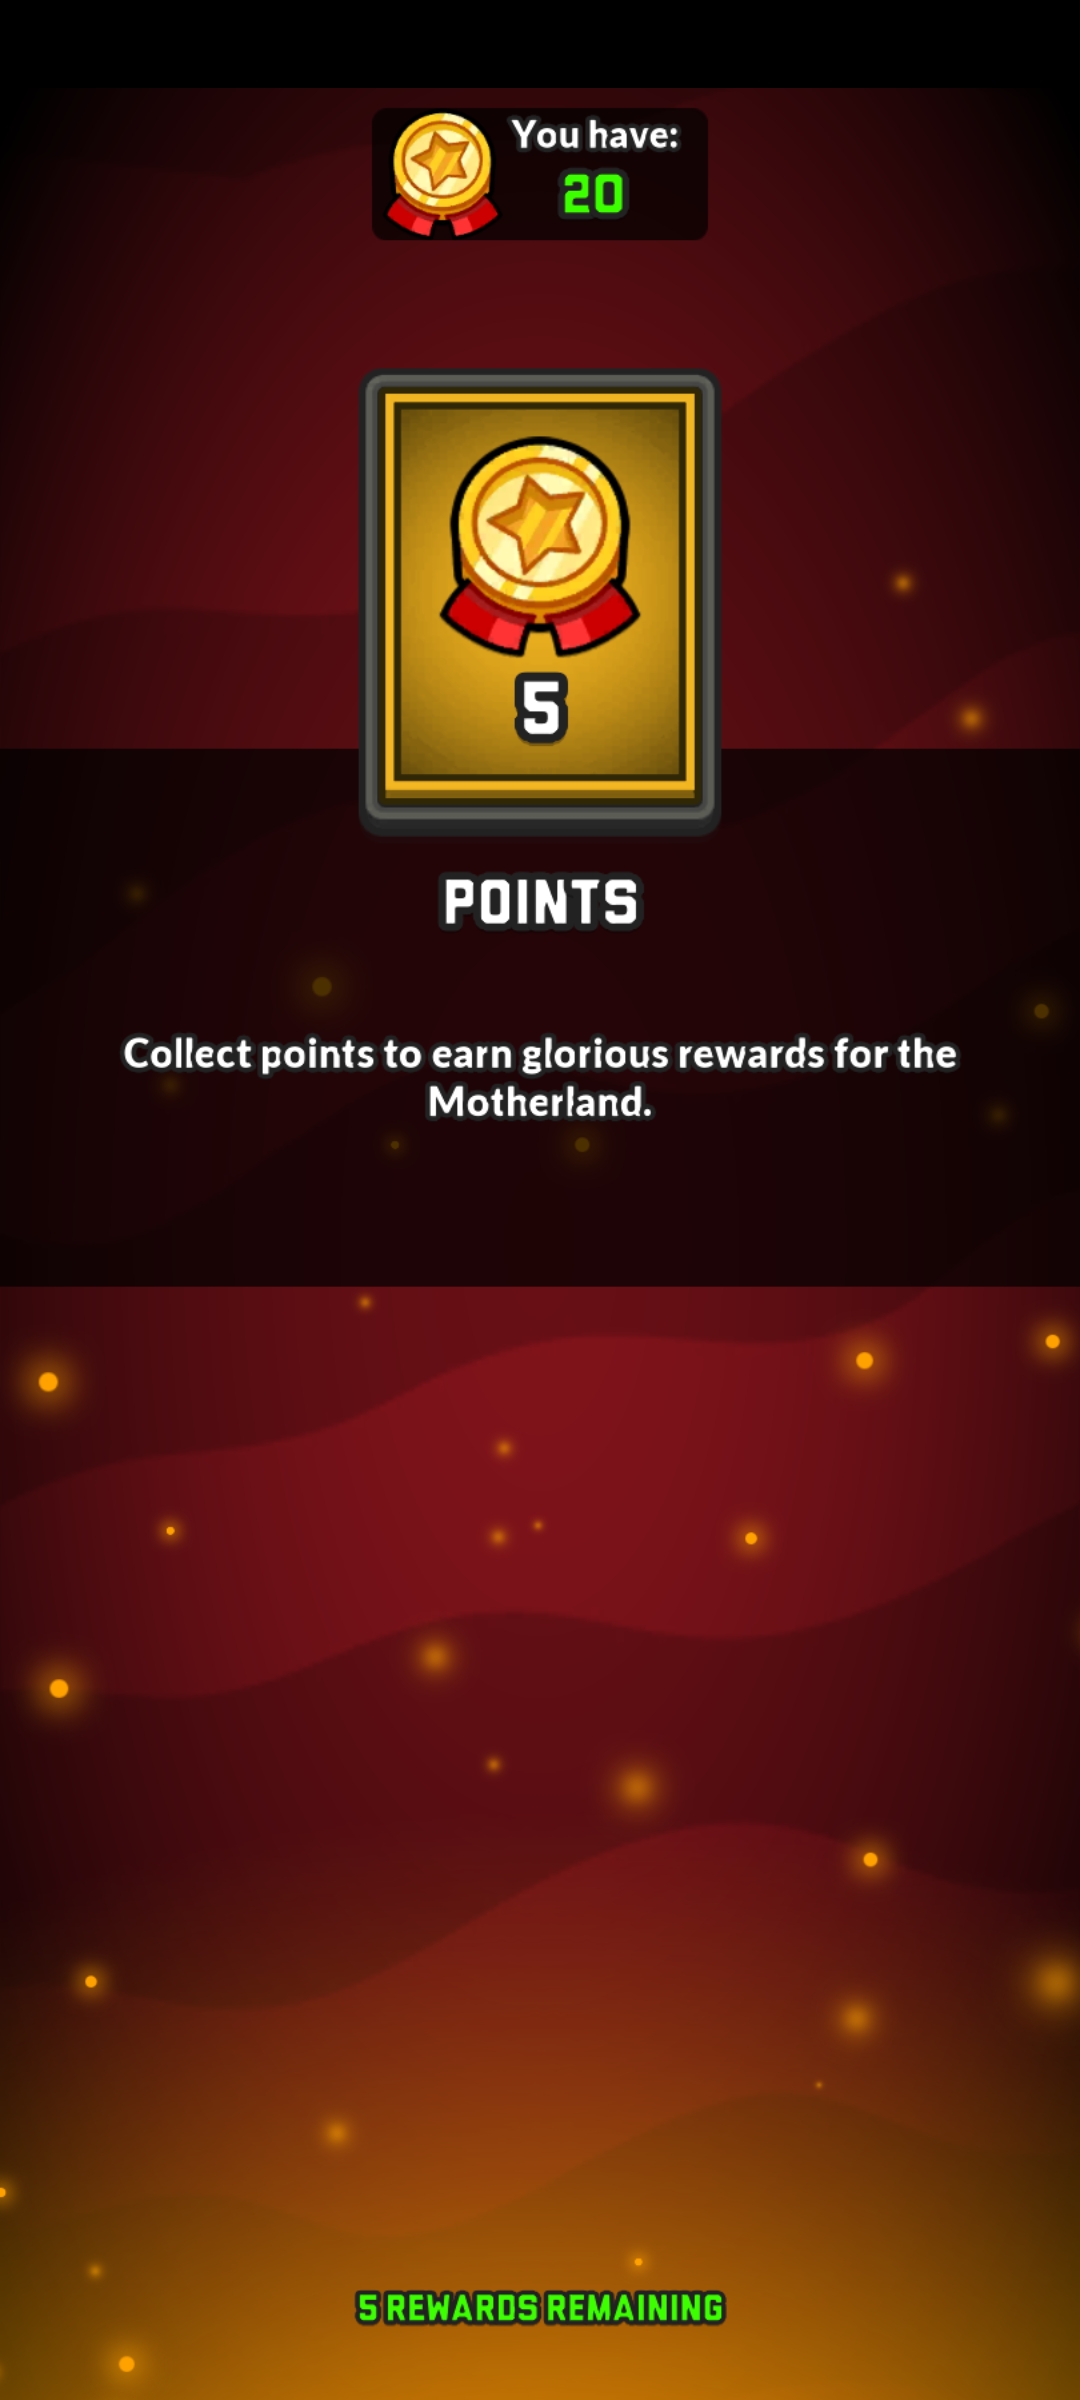 You have:
20
5
POINTS
Collect points to earn glorious rewards for the
Motherland.
5 REWARDS REMAINING